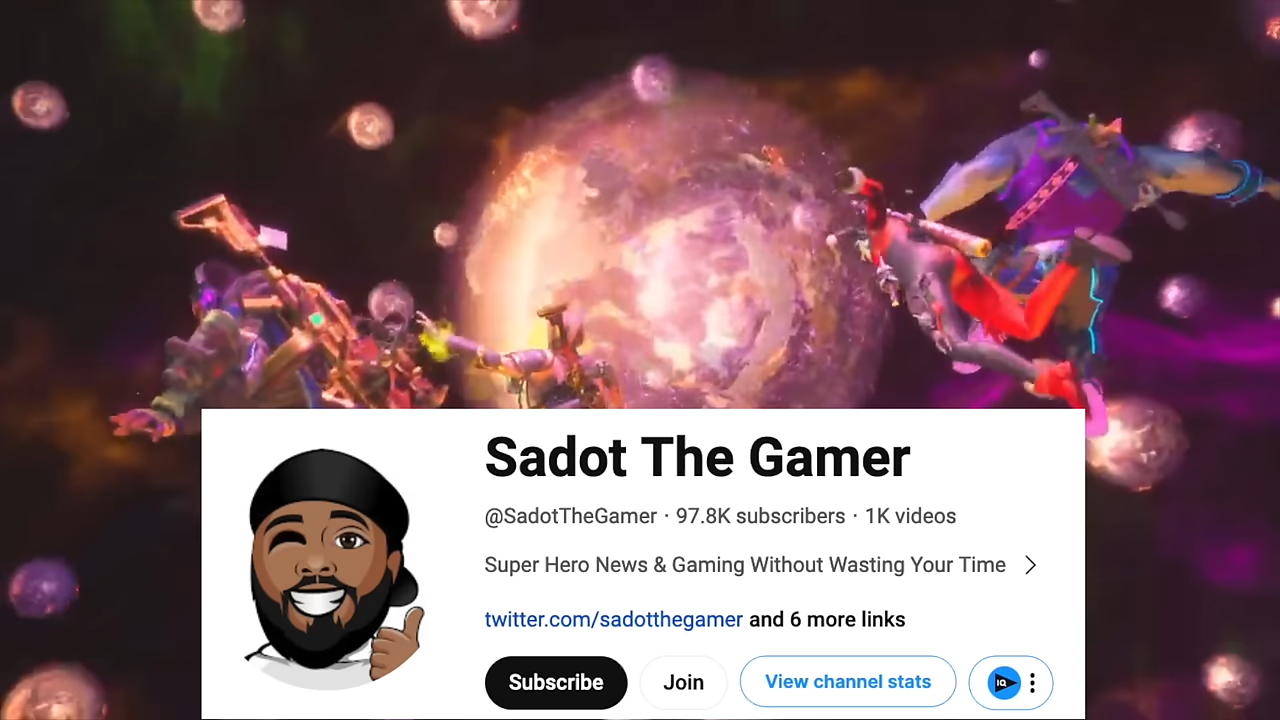 Sadot The Gamer
@SadotTheGamer · 97.8K subscribers · 1K videos
Super Hero News & Gaming Without Wasting Your Time
twitter.com/sadotthegamer and 6 more links
Subscribe Join View channel stats IQ